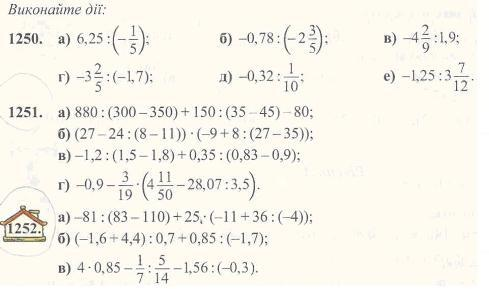 Виконайте дії:
1250. а) 6,25 : (−1/5); б) −0,78 : (−2 3/5); в) −4 2/9 : 1,9;
г) −3 2/5 : (−1,7); д) −0,32 : 1/10; е) −1,25 : 3 7/12.
1251. а) 880 : (300 − 350) + 150 : (35 − 45) − 80;
б) (27 − 24 : (8 − 11)) · (−9 + 8 : (27 − 35));
в) −1,2 : (1,5 − 1,8) + 0,35 : (0,83 − 0,9);
г) −0,9 − 3/19 · (4 11/50 − 28,07 : 3,5).
1252. а) −81 : (83 − 110) + 25 · (−11 + 36 : (−4));
б) (−1,6 + 4,4) : 0,7 + 0,85 : (−1,7);
в) 4 · 0,85 − 1/7 : 5/14 − 1,56 : (−0,3).